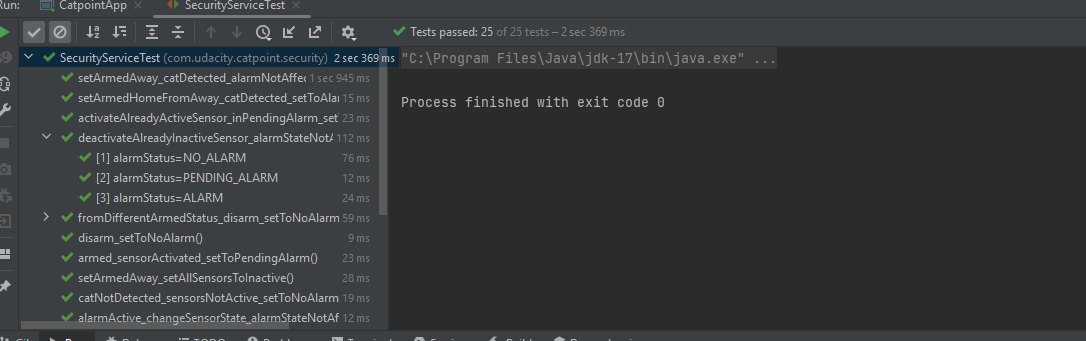 Run: CatpointApp SecurityServiceTest
Tests passed: 25 of 25 tests – 2 sec 369 ms
SecurityServiceTest (com.udacity.catpoint.security) 2 sec 369 ms
"C:\Program Files\Java\jdk-17\bin\java.exe" ...
setArmedAway_catDetected_alarmNotAffec 1 sec 945 ms
setArmedHomeFromAway_catDetected_setToAla 15 ms
Process finished with exit code 0
activateAlreadyActiveSensor_inPendingAlarm_set 23 ms
deactivateAlreadyInactiveSensor_alarmStateNotA 112 ms
[1] alarmStatus=NO_ALARM 76 ms
[2] alarmStatus=PENDING_ALARM 12 ms
[3] alarmStatus=ALARM 24 ms
fromDifferentArmedStatus_disarm_setToNoAlarm 59 ms
disarm_setToNoAlarm() 9 ms
armed_sensorActivated_setToPendingAlarm() 23 ms
setArmedAway_setAllSensorsToInactive() 28 ms
catNotDetected_sensorsNotActive_setToNoAlarm 19 ms
alarmActive_changeSensorState_alarmStateNotAf 12 ms